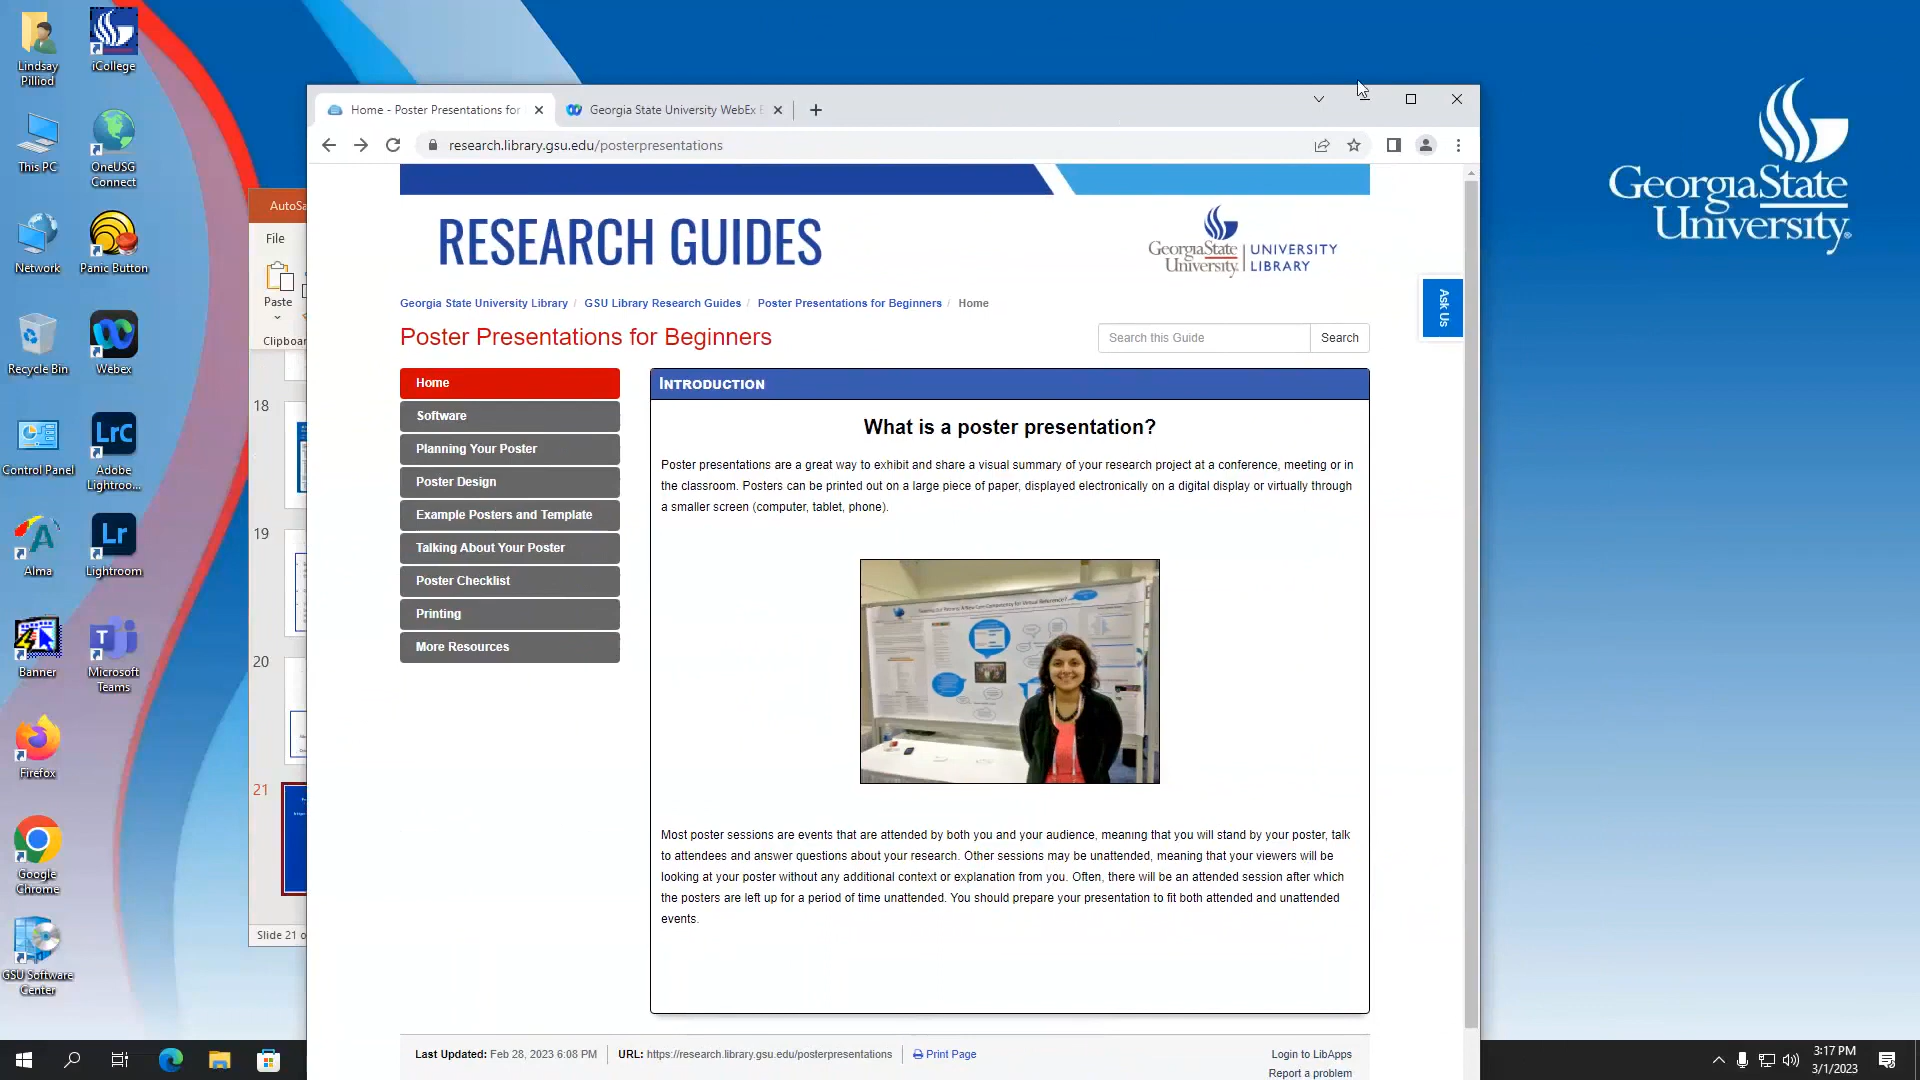 Lindsay
Pilliod
iCollege
This PC
OneUSG
Connect
Network
Panic Button
Recycle Bin
Webex
Control Panel
Adobe
Lightroo...
Alma
Lightroom
Banner
Microsoft
Teams
Firefox
Google
Chrome
GSU Software
Center
AutoSa
File
Paste
Clipboar
18
19
20
21
Slide 21 o
Home - Poster Presentations for
Georgia State University WebEx E
research.library.gsu.edu/posterpresentations
RESEARCH GUIDES
GeorgiaState
University
UNIVERSITY
LIBRARY
Georgia State University Library / GSU Library Research Guides / Poster Presentations for Beginners / Home
Poster Presentations for Beginners
Search this Guide
Search
Ask Us
Home
Software
Planning Your Poster
Poster Design
Example Posters and Template
Talking About Your Poster
Poster Checklist
Printing
More Resources
INTRODUCTION
What is a poster presentation?
Poster presentations are a great way to exhibit and share a visual summary of your research project at a conference, meeting or in
the classroom. Posters can be printed out on a large piece of paper, displayed electronically on a digital display or virtually through
a smaller screen (computer, tablet, phone).
Most poster sessions are events that are attended by both you and your audience, meaning that you will stand by your poster, talk
to attendees and answer questions about your research. Other sessions may be unattended, meaning that your viewers will be
looking at your poster without any additional context or explanation from you. Often, there will be an attended session after which
the posters are left up for a period of time unattended. You should prepare your presentation to fit both attended and unattended
events.
Last Updated: Feb 28, 2023 6:08 PM
URL: https://research.library.gsu.edu/posterpresentations
Print Page
Login to LibApps
Report a problem
GeorgiaState
University®
3:17 PM
3/1/2023